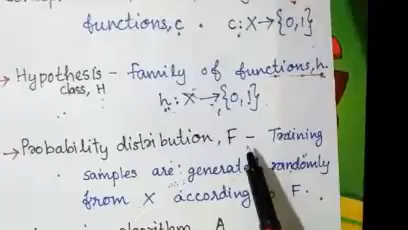 functions, c . c: X→{0,1}
→ Hypothesis – family of functions, h.
class, H
h: X→{0,1}
→ Probability distribution, F – Training
samples are generated randomly
from X according F.
algorithm A